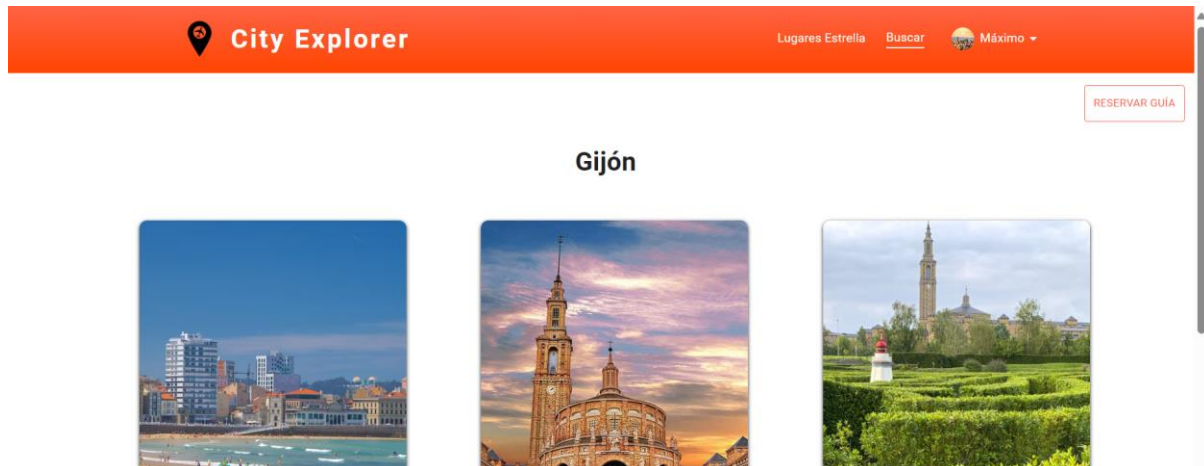 City Explorer
Lugares Estrella Buscar Máximo
RESERVAR GUÍA
Gijón